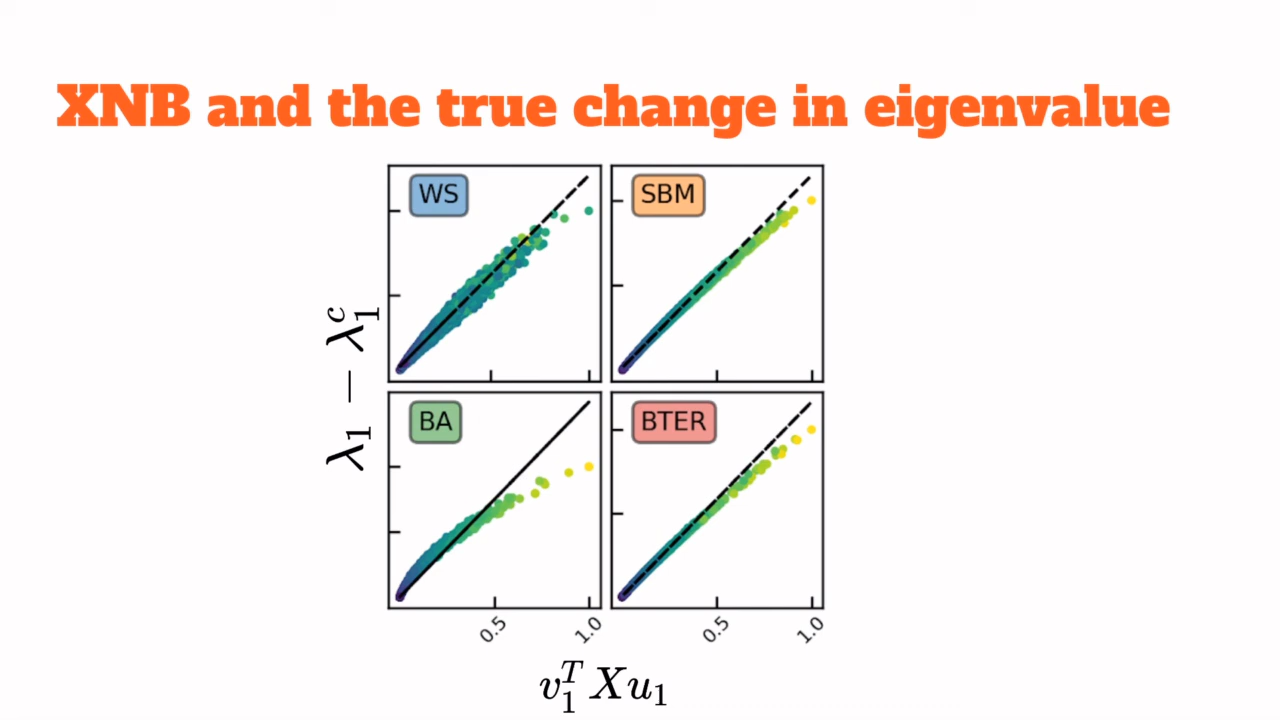 XNB and the true change in eigenvalue
WS
SBM
BA
BTER
λ₁ − λ₁ᶜ
0.5
1.0
0.5
1.0
v₁ᵀ X u₁